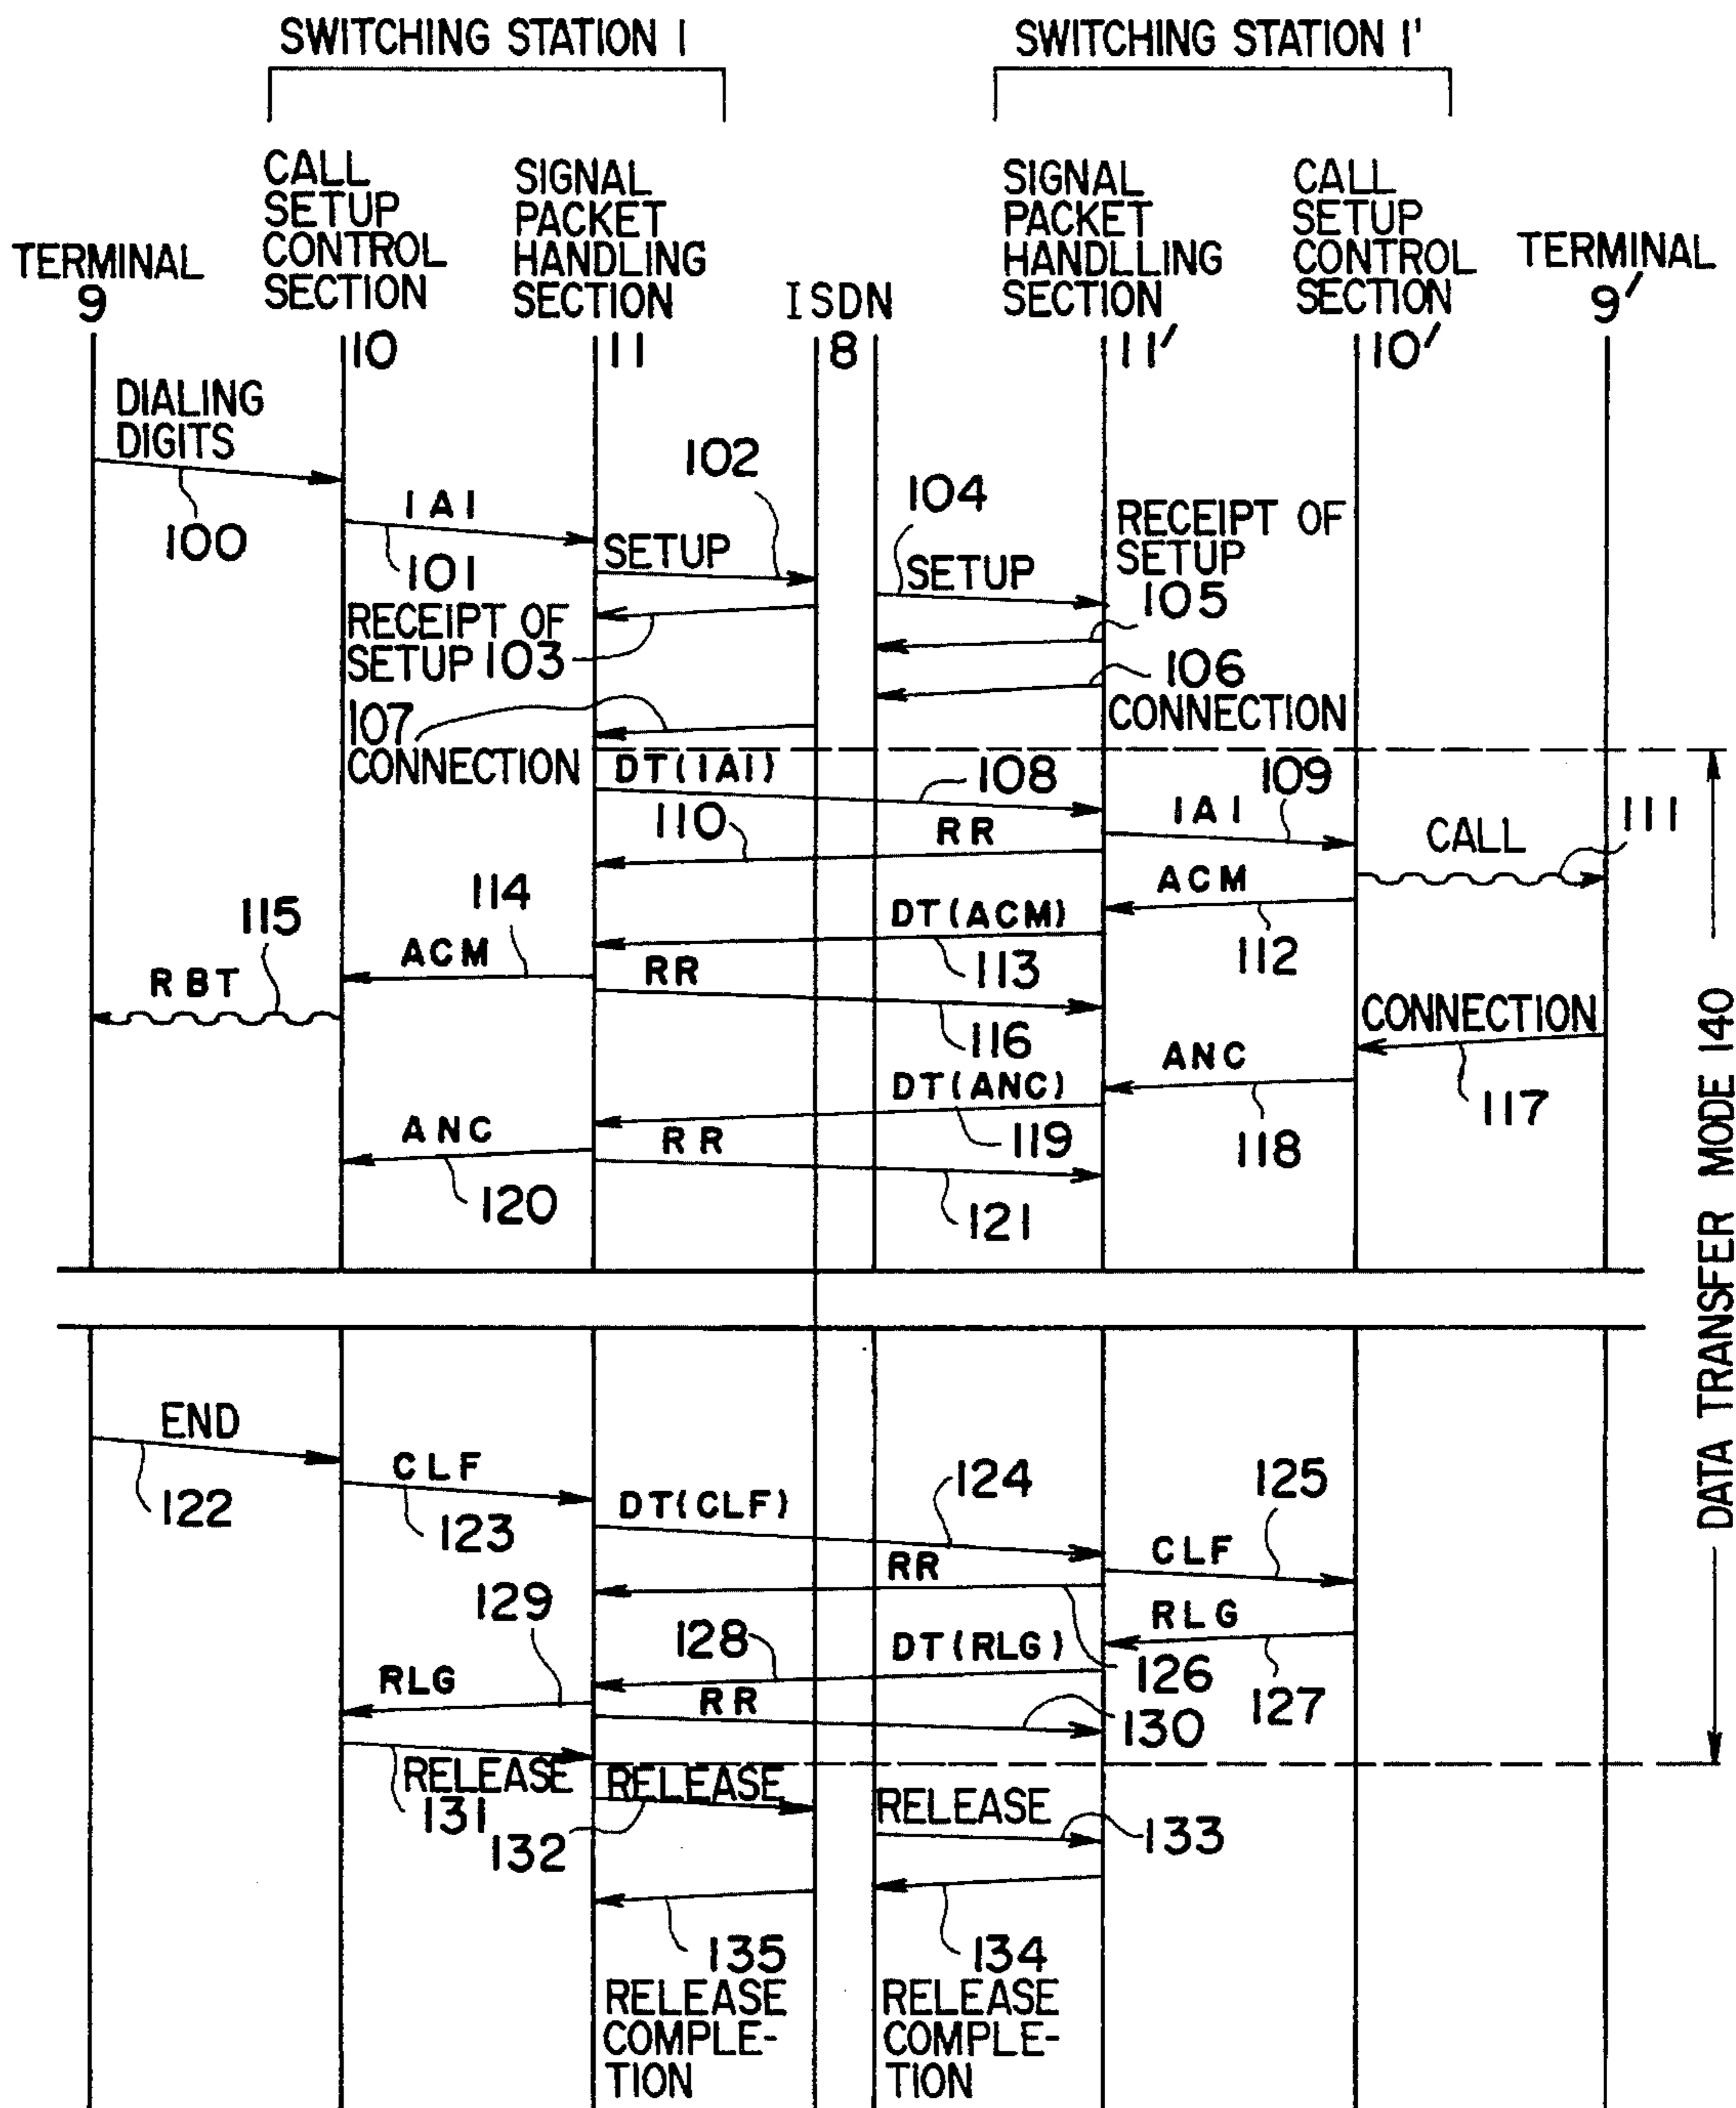 SWITCHING STATION 1
SWITCHING STATION 1'
TERMINAL
9
CALL
SETUP
CONTROL
SECTION
10
SIGNAL
PACKET
HANDLING
SECTION
11
ISDN
8
SIGNAL
PACKET
HANDLLING
SECTION
11'
CALL
SETUP
CONTROL
SECTION
10'
TERMINAL
9'
DIALING
DIGITS
100
IAI
101
SETUP
102
RECEIPT OF
SETUP 103
104
SETUP
RECEIPT OF
SETUP
105
106
CONNECTION
107
CONNECTION
DT(IAI)
108
109
IAI
110
RR
CALL
111
ACM
112
DT(ACM)
113
114
ACM
115
RBT
RR
116
CONNECTION
117
ANC
118
DT(ANC)
119
ANC
120
RR
121
DATA TRANSFER MODE 140
END
122
CLF
123
DT(CLF)
124
CLF
125
RR
126
RLG
127
DT(RLG)
128
129
RLG
RR
130
RELEASE
131
RELEASE
132
RELEASE
133
134
RELEASE
COMPLE-
TION
135
RELEASE
COMPLE-
TION